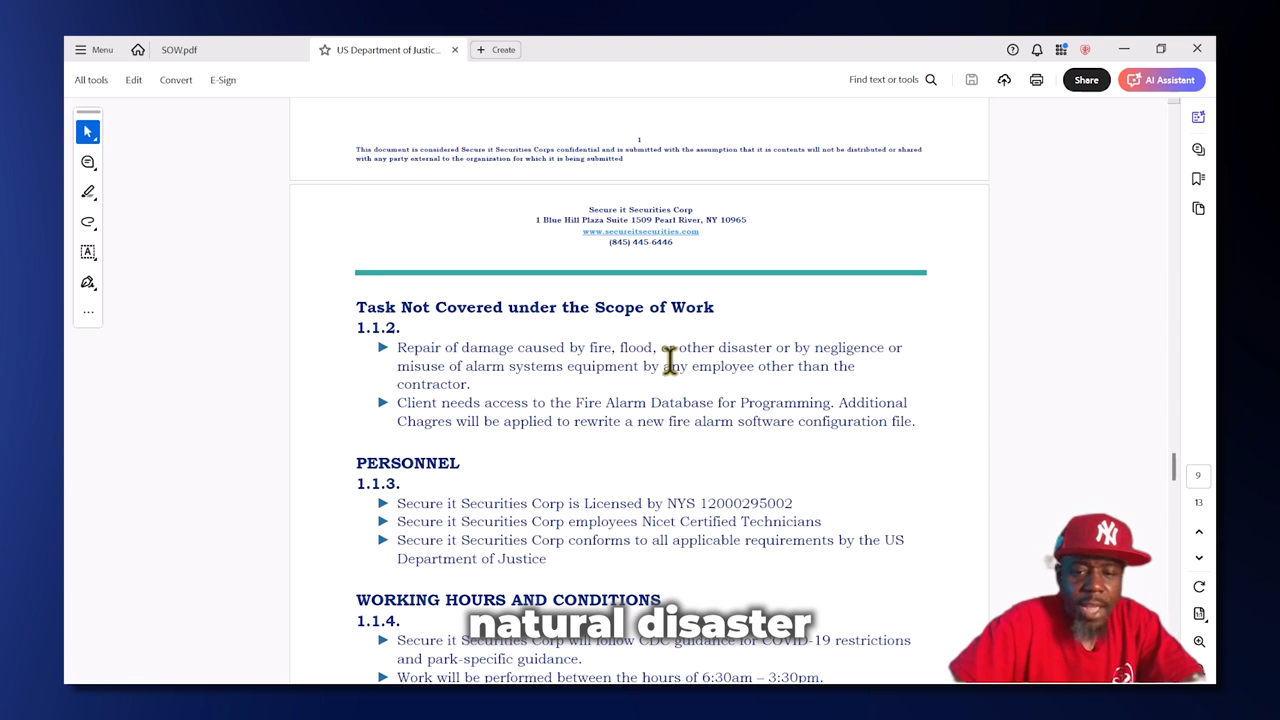 Menu
SOW.pdf
US Department of Justic...
Create
All tools
Edit
Convert
E-Sign
Find text or tools
Share
AI Assistant
1
This document is considered Secure it Securities Corps confidential and is submitted with the assumption that it is contents will not be distributed or shared
with any party external to the organization for which it is being submitted
Secure it Securities Corp
1 Blue Hill Plaza Suite 1509 Pearl River, NY 10965
www.secureitsecurities.com
(845) 445-6446
Task Not Covered under the Scope of Work
1.1.2.
Repair of damage caused by fire, flood, or other disaster or by negligence or
misuse of alarm systems equipment by any employee other than the
contractor.
Client needs access to the Fire Alarm Database for Programming. Additional
Chagres will be applied to rewrite a new fire alarm software configuration file.
PERSONNEL
1.1.3.
Secure it Securities Corp is Licensed by NYS 12000295002
Secure it Securities Corp employees Nicet Certified Technicians
Secure it Securities Corp conforms to all applicable requirements by the US
Department of Justice
WORKING HOURS AND CONDITIONS
1.1.4.
natural disaster
Secure it Securities Corp will follow CDC guidance for COVID-19 restrictions
and park-specific guidance.
Work will be performed between the hours of 6:30am – 3:30pm.
9
13
NY